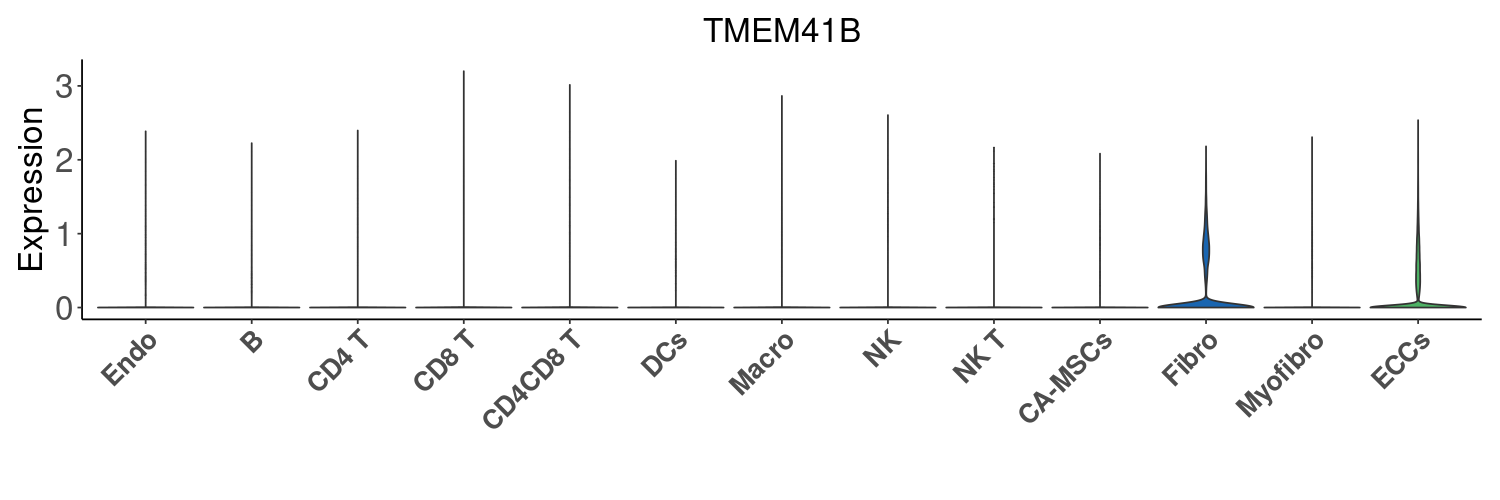 TMEM41B
Expression
3
2
1
0
Endo
B
CD4 T
CD8 T
CD4CD8 T
DCs
Macro
NK
NK T
CA-MSCs
Fibro
Myofibro
ECCs